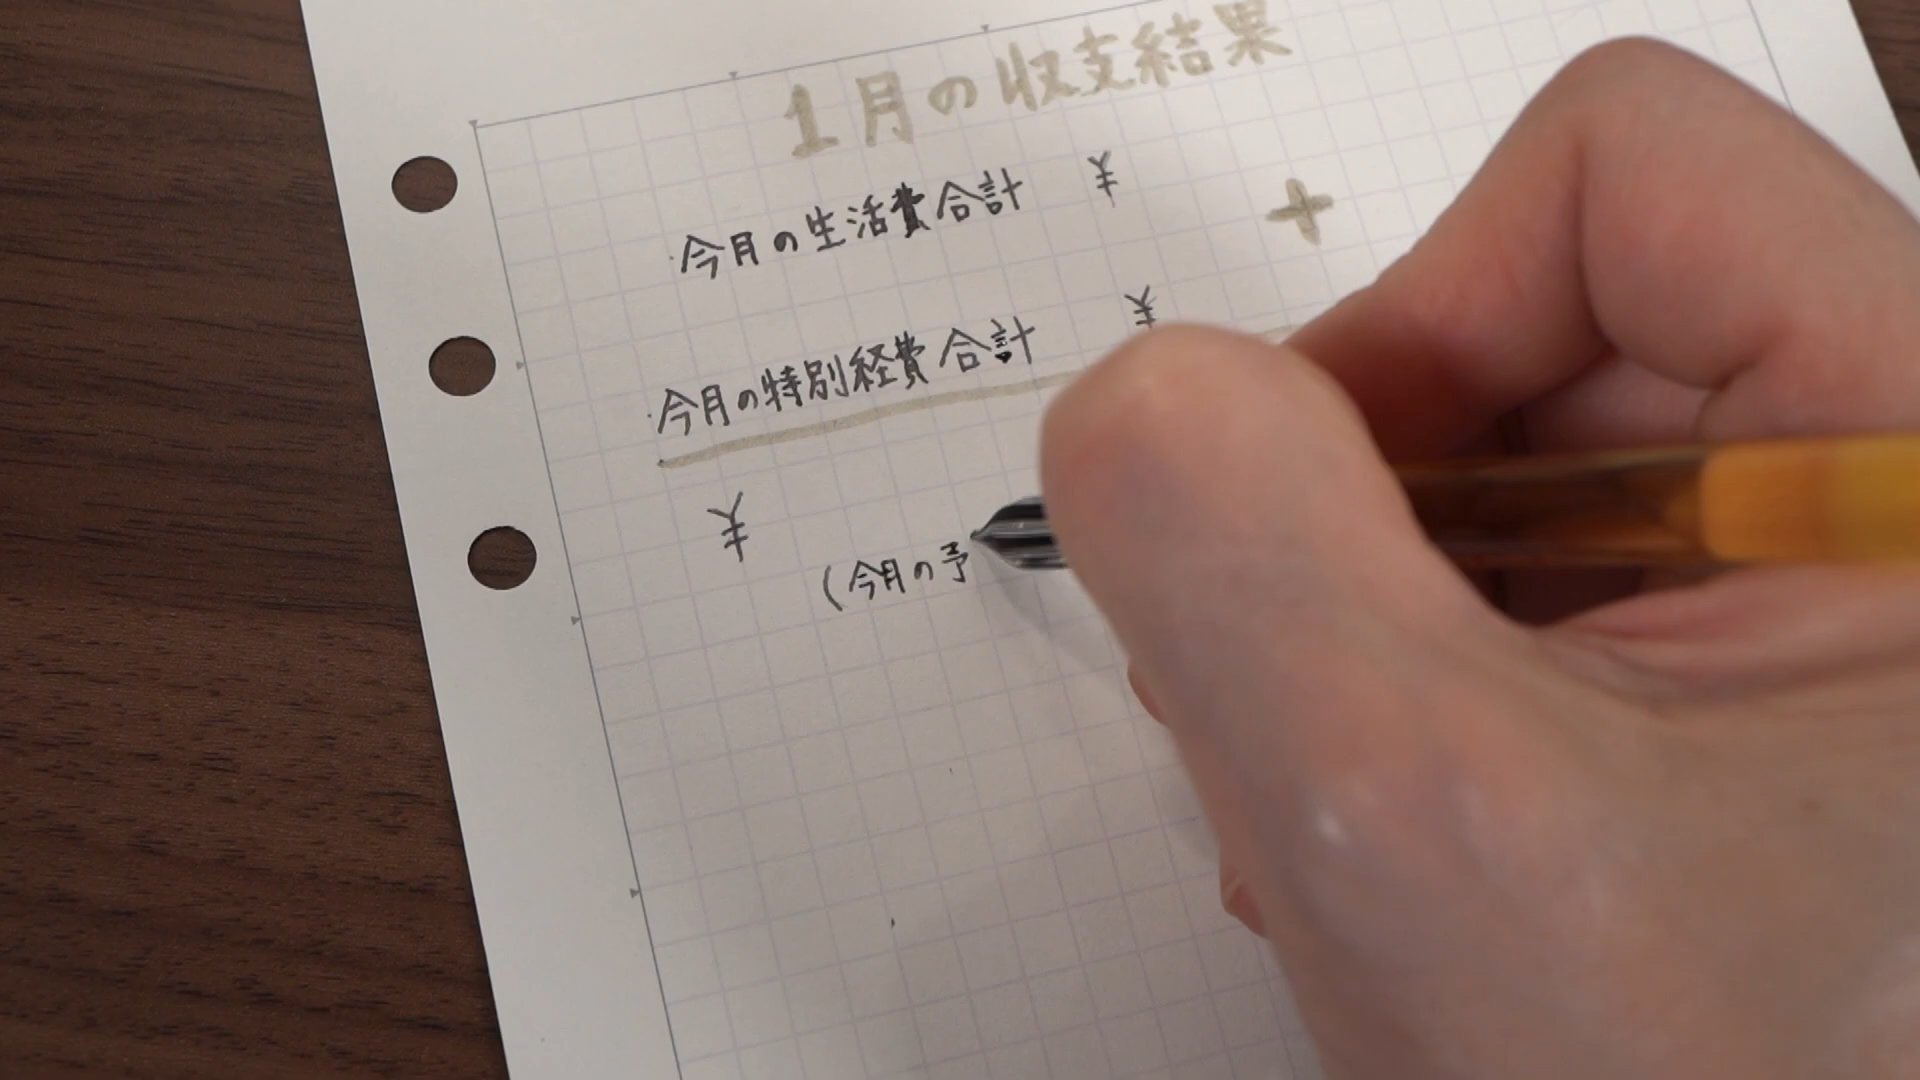 1月の収支結果
・今月の生活費合計 ¥
+
・今月の特別経費合計 ¥
¥
(今月の予